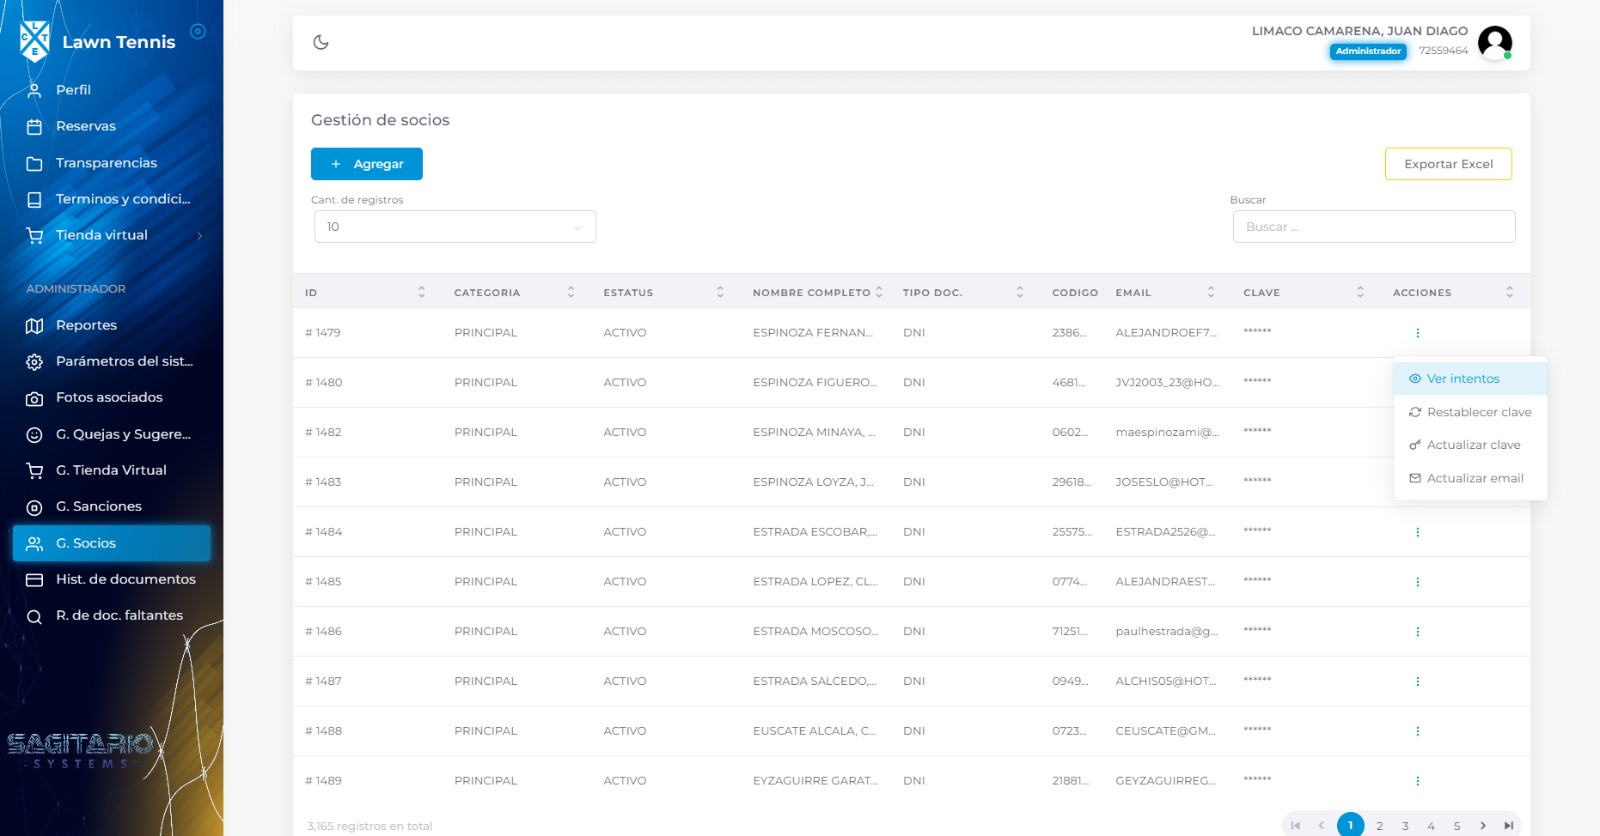 L
C T
E
Lawn Tennis
Perfil
Reservas
Transparencias
Terminos y condici...
Tienda virtual
ADMINISTRADOR
Reportes
Parámetros del sist...
Fotos asociados
G. Quejas y Sugere...
G. Tienda Virtual
G. Sanciones
G. Socios
Hist. de documentos
R. de doc. faltantes
SAGITARIO
SYSTEMS
LIMACO CAMARENA, JUAN DIAGO
Administrador 72559464
Gestión de socios
+ Agregar
Exportar Excel
Cant. de registros
10
Buscar
Buscar ...
ID CATEGORIA ESTATUS NOMBRE COMPLETO TIPO DOC. CODIGO EMAIL CLAVE ACCIONES
# 1479 PRINCIPAL ACTIVO ESPINOZA FERNAN... DNI 2386... ALEJANDROEF7... ******
# 1480 PRINCIPAL ACTIVO ESPINOZA FIGUERO... DNI 4681... JVJ2003_23@HO... ******
# 1482 PRINCIPAL ACTIVO ESPINOZA MINAYA, ... DNI 0602... maespinozami@... ******
# 1483 PRINCIPAL ACTIVO ESPINOZA LOYZA, J... DNI 29618... JOSESLO@HOT... ******
# 1484 PRINCIPAL ACTIVO ESTRADA ESCOBAR,... DNI 25575... ESTRADA2526@... ******
# 1485 PRINCIPAL ACTIVO ESTRADA LOPEZ, CL... DNI 0774... ALEJANDRAEST... ******
# 1486 PRINCIPAL ACTIVO ESTRADA MOSCOSO... DNI 71251... paulhestrada@g... ******
# 1487 PRINCIPAL ACTIVO ESTRADA SALCEDO,... DNI 0949... ALCHIS05@HOT... ******
# 1488 PRINCIPAL ACTIVO EUSCATE ALCALA, C... DNI 0723... CEUSCATE@GM... ******
# 1489 PRINCIPAL ACTIVO EYZAGUIRRE GARAT... DNI 21881... GEYZAGUIRREG... ******
Ver intentos
Restablecer clave
Actualizar clave
Actualizar email
3,165 registros en total
1 2 3 4 5